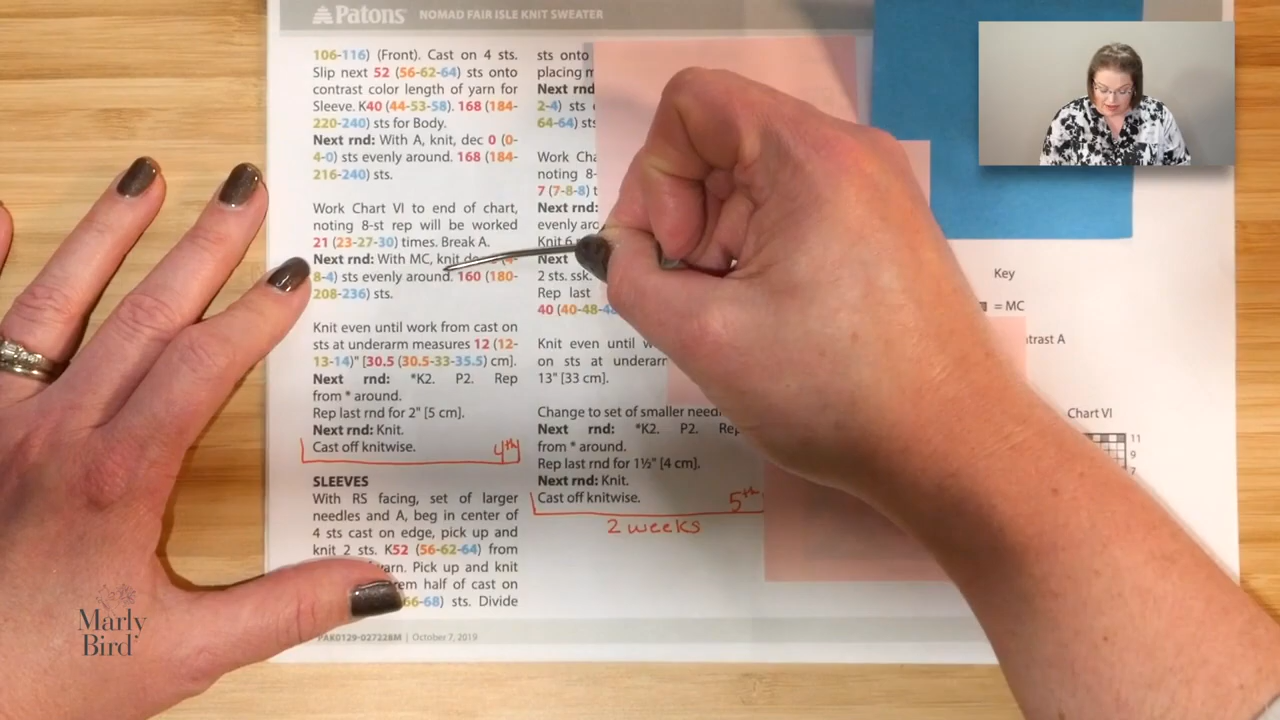 Patons NOMAD FAIR ISLE KNIT SWEATER
106-116) (Front). Cast on 4 sts.
Slip next 52 (56-62-64) sts onto
contrast color length of yarn for
Sleeve. K40 (44-53-58). 168 (184-
220-240) sts for Body.
Next rnd: With A, knit, dec 0 (0-
4-0) sts evenly around. 168 (184-
216-240) sts.
Work Chart VI to end of chart,
noting 8-st rep will be worked
21 (23-27-30) times. Break A.
Next rnd: With MC, knit
8-4) sts evenly around. 160 (180-
208-236) sts.
Knit even until work from cast on
sts at underarm measures 12 (12-
13-14)" [30.5 (30.5-33-35.5) cm].
Next rnd: *K2. P2. Rep
from * around.
Rep last rnd for 2" [5 cm].
Next rnd: Knit.
Cast off knitwise. 4th
SLEEVES
With RS facing, set of larger
needles and A, beg in center of
4 sts cast on edge, pick up and
knit 2 sts. K52 (56-62-64) from
yarn. Pick up and knit
half of cast on
66-68) sts. Divide
PAK0129-027228M | October 7, 2019
sts onto
placing
Next rnd
2-4) sts
64-64) sts
Work
noting 8-
7 (7-8-8)
Next rnd:
Knit 6
Next
2 sts. ssk.
Rep last
40 (40-48-
Knit even until
on sts at
13" [33 cm].
Change to set of smaller
Next rnd: *K2. P2. Rep
from * around.
Rep last rnd for 1½" [4 cm].
Next rnd: Knit.
Cast off knitwise. 5th
2 weeks
Key
= MC
Chart VI
11
9
7
Marly
Bird